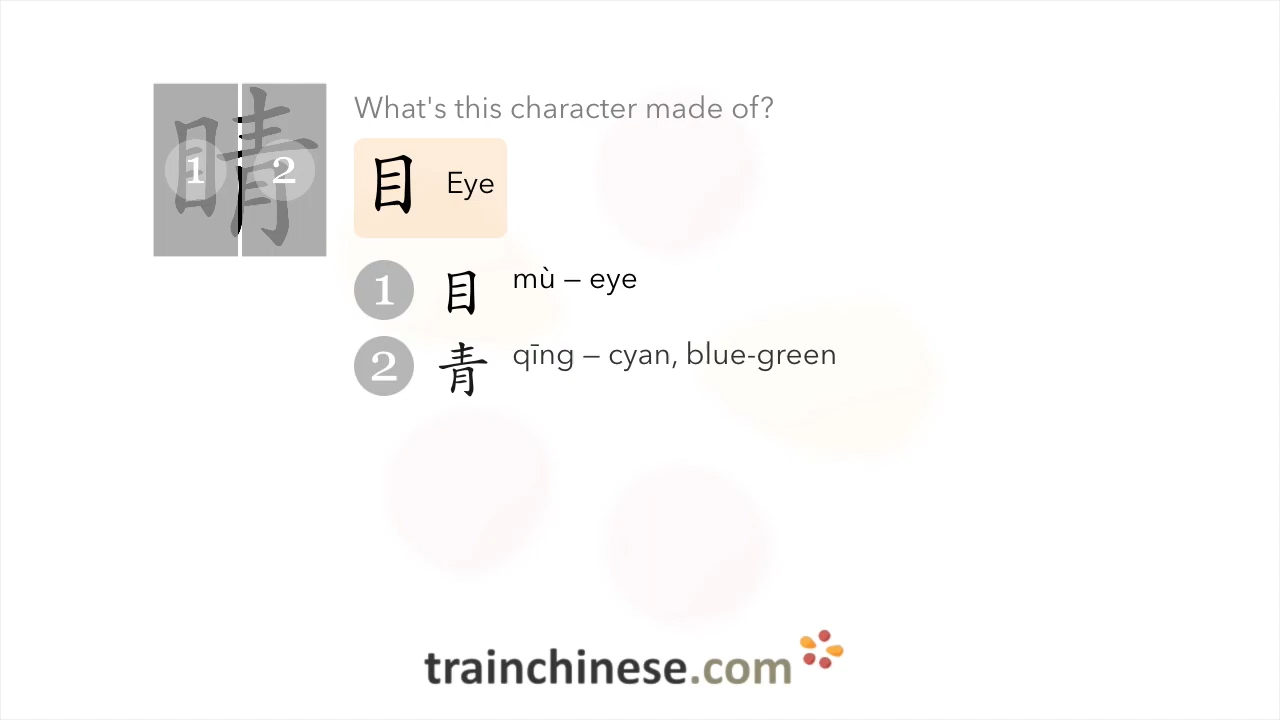 睛
1 2
What's this character made of?
目 Eye
1 目 mù – eye
2 青 qīng – cyan, blue-green
trainchinese.com